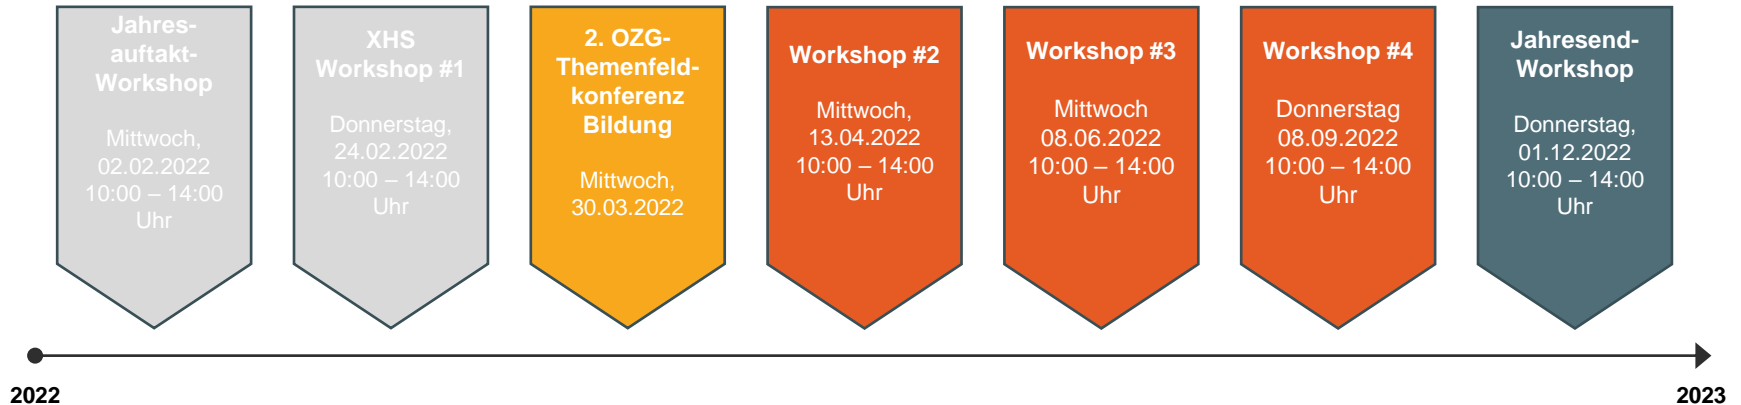 Jahres-
auftakt-
Workshop
Mittwoch,
02.02.2022
10:00 – 14:00
Uhr
XHS
Workshop #1
Donnerstag,
24.02.2022
10:00 – 14:00
Uhr
2. OZG-
Themenfeld-
konferenz
Bildung
Mittwoch,
30.03.2022
Workshop #2
Mittwoch,
13.04.2022
10:00 – 14:00
Uhr
Workshop #3
Mittwoch
08.06.2022
10:00 – 14:00
Uhr
Workshop #4
Donnerstag
08.09.2022
10:00 – 14:00
Uhr
Jahresend-
Workshop
Donnerstag,
01.12.2022
10:00 – 14:00
Uhr
2022
2023